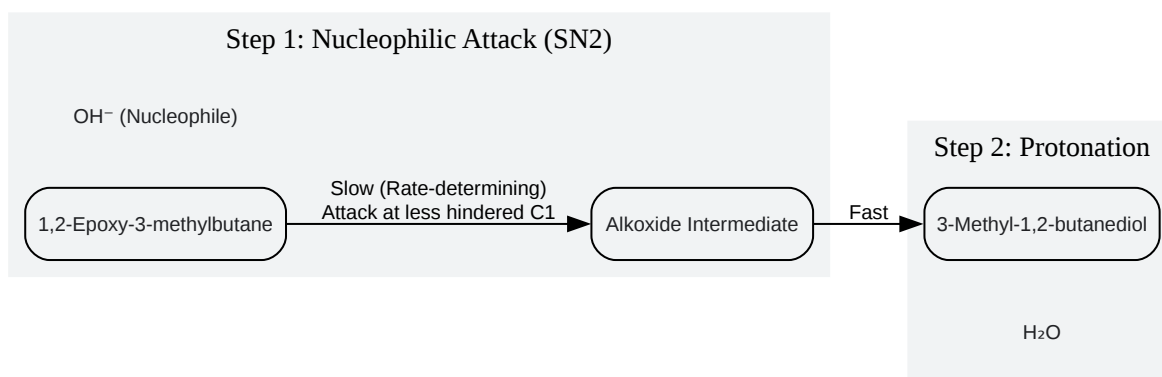 Step 1: Nucleophilic Attack (SN2)
OH⁻ (Nucleophile)
1,2-Epoxy-3-methylbutane
Slow (Rate-determining)
Attack at less hindered C1
Alkoxide Intermediate
Fast
Step 2: Protonation
3-Methyl-1,2-butanediol
H₂O